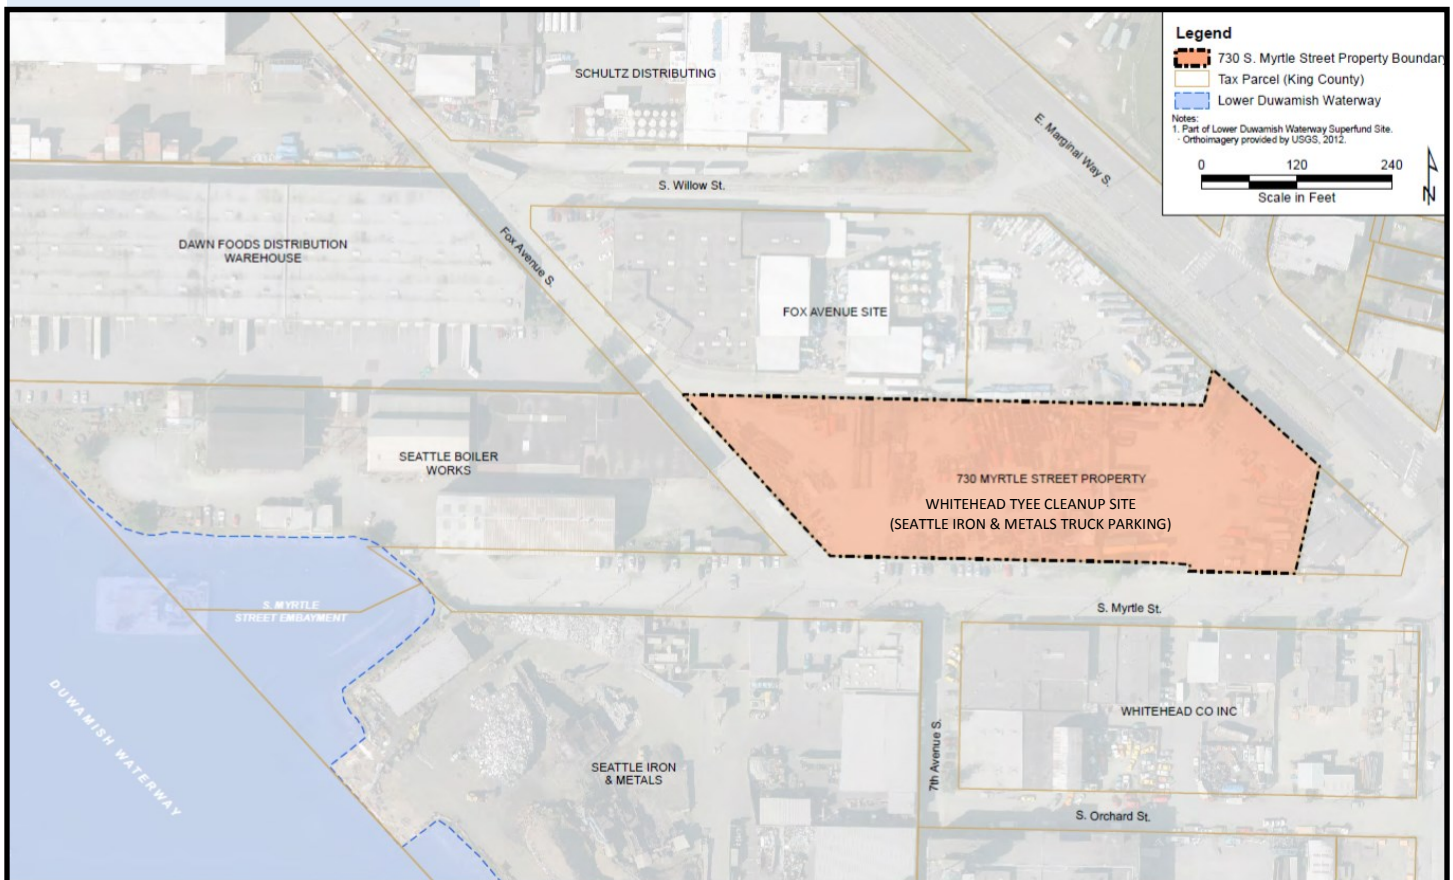 Legend
730 S. Myrtle Street Property Boundary
Tax Parcel (King County)
Lower Duwamish Waterway
Notes:
1. Part of Lower Duwamish Waterway Superfund Site.
- Orthoimagery provided by USGS, 2012.
0 120 240
Scale in Feet
N
SCHULTZ DISTRIBUTING
E. Marginal Way S.
S. Willow St.
DAWN FOODS DISTRIBUTION
WAREHOUSE
Fox Avenue S.
FOX AVENUE SITE
SEATTLE BOILER
WORKS
730 MYRTLE STREET PROPERTY
WHITEHEAD TYEE CLEANUP SITE
(SEATTLE IRON & METALS TRUCK PARKING)
S. MYRTLE
STREET EMBAYMENT
S. Myrtle St.
DUWAMISH WATERWAY
WHITEHEAD CO INC
7th Avenue S.
SEATTLE IRON
& METALS
S. Orchard St.